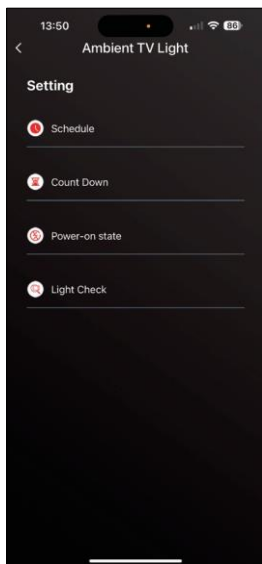 13:50
86
Ambient TV Light
Setting
Schedule
Count Down
Power-on state
Light Check